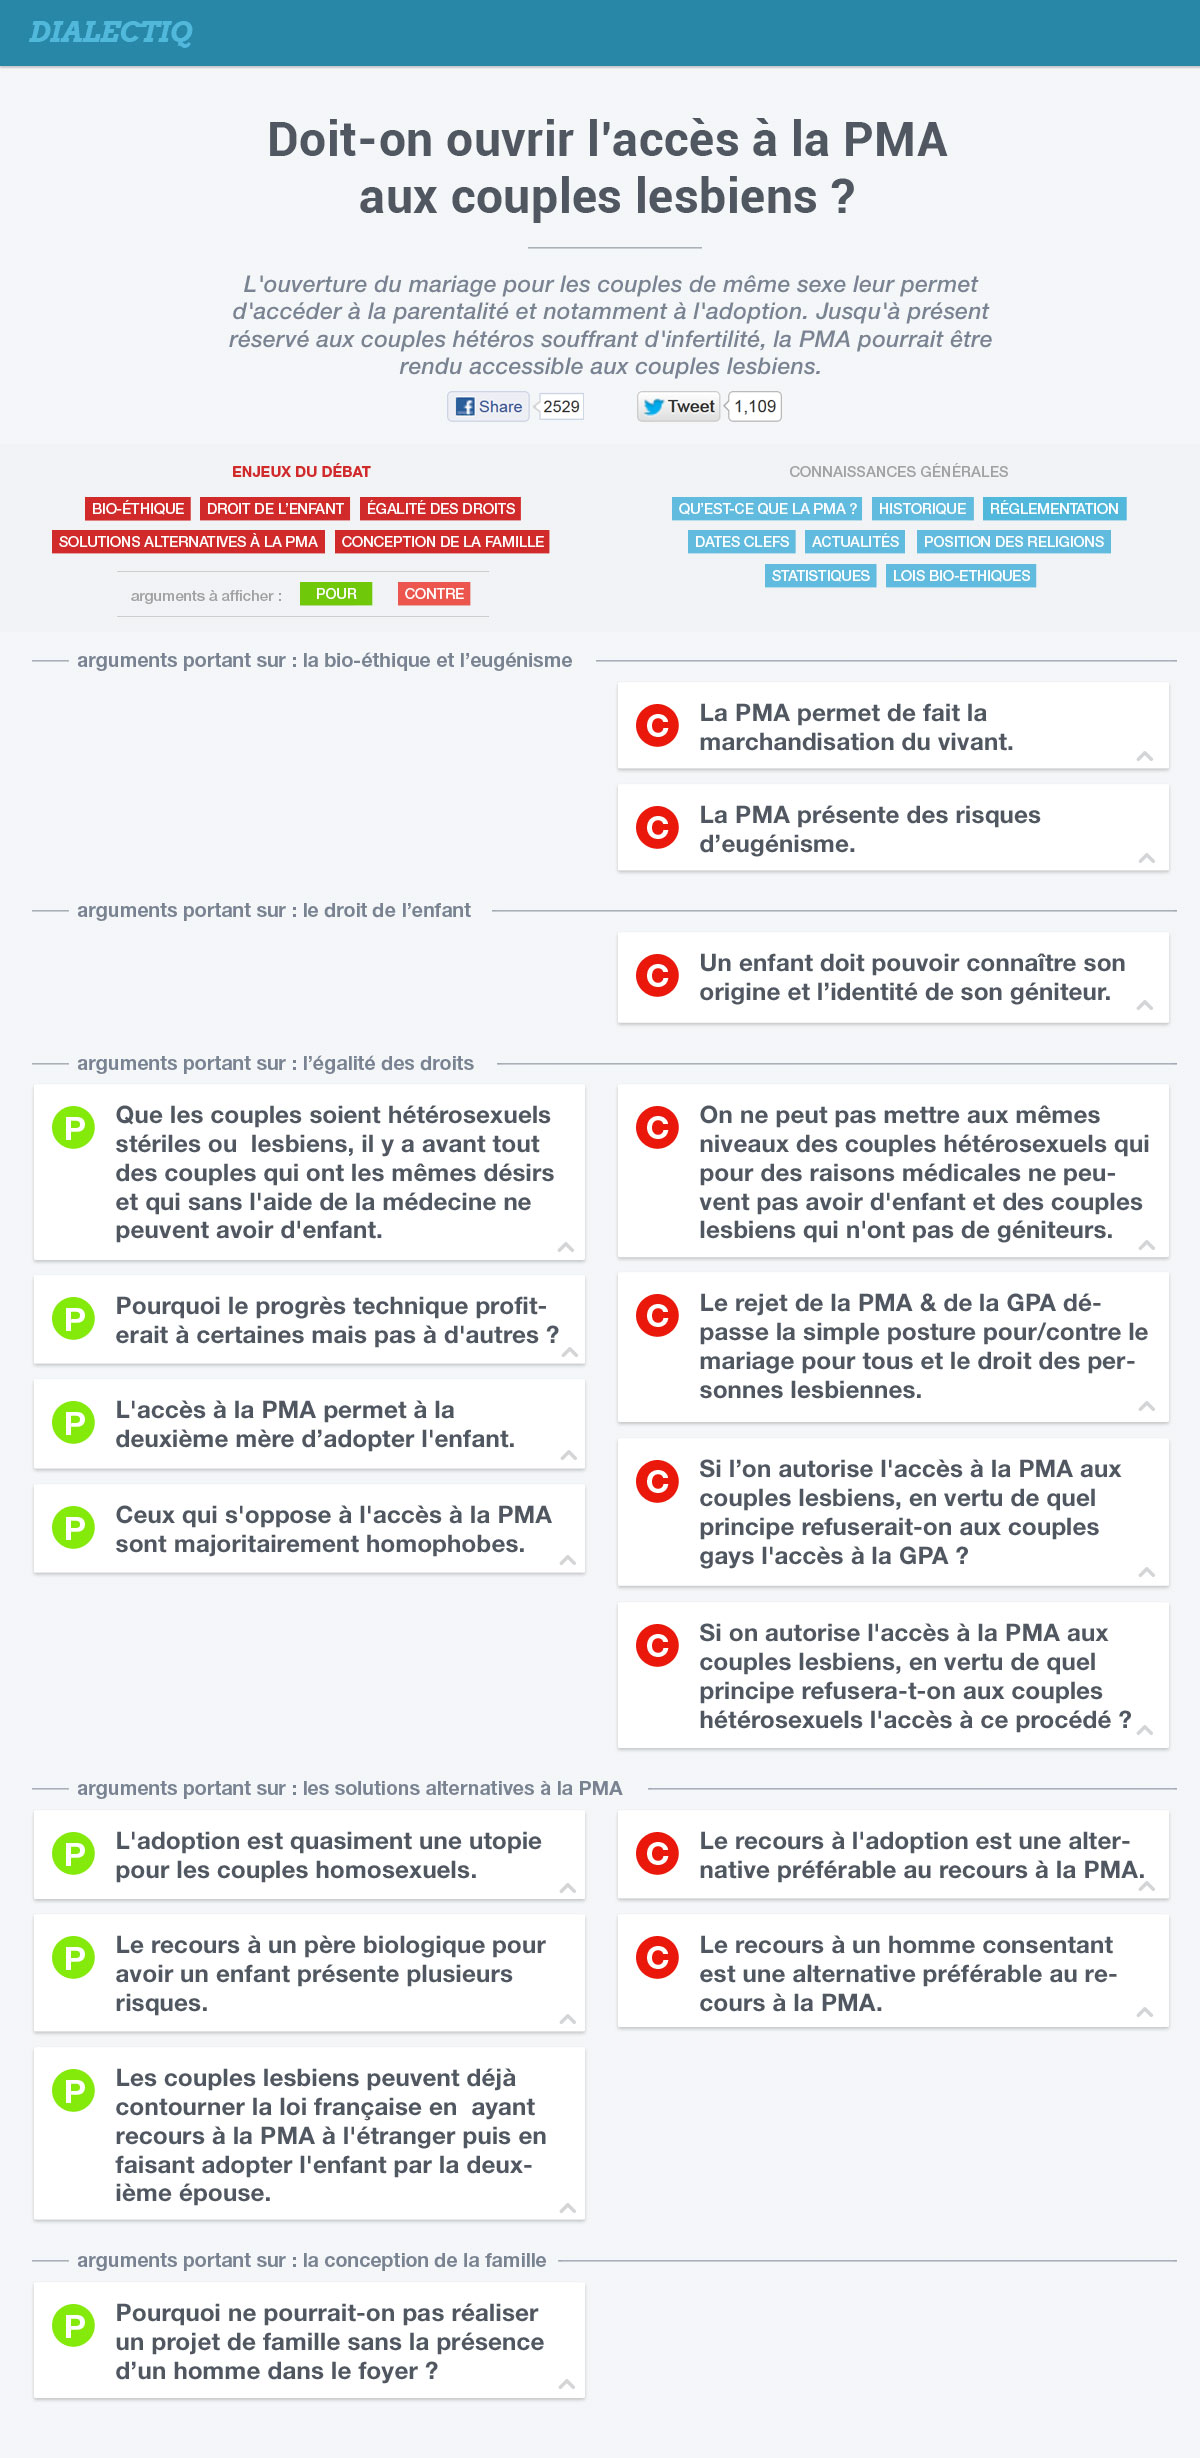 DIALECTIQ
Doit-on ouvrir l'accès à la PMA
aux couples lesbiens ?
L'ouverture du mariage pour les couples de même sexe leur permet
d'accéder à la parentalité et notamment à l'adoption. Jusqu'à présent
réservé aux couples hétéros souffrant d'infertilité, la PMA pourrait être
rendu accessible aux couples lesbiens.
Share 2529 Tweet 1,109
ENJEUX DU DÉBAT
BIO-ÉTHIQUE DROIT DE L'ENFANT ÉGALITÉ DES DROITS
SOLUTIONS ALTERNATIVES À LA PMA CONCEPTION DE LA FAMILLE
arguments à afficher : POUR CONTRE
CONNAISSANCES GÉNÉRALES
QU'EST-CE QUE LA PMA ? HISTORIQUE RÉGLEMENTATION
DATES CLEFS ACTUALITÉS POSITION DES RELIGIONS
STATISTIQUES LOIS BIO-ETHIQUES
arguments portant sur : la bio-éthique et l’eugénisme
C
La PMA permet de fait la
marchandisation du vivant.
C
La PMA présente des risques
d’eugénisme.
arguments portant sur : le droit de l’enfant
C
Un enfant doit pouvoir connaître son
origine et l’identité de son géniteur.
arguments portant sur : l’égalité des droits
P
Que les couples soient hétérosexuels
stériles ou  lesbiens, il y a avant tout
des couples qui ont les mêmes désirs
et qui sans l'aide de la médecine ne
peuvent avoir d'enfant.
P
Pourquoi le progrès technique profit-
erait à certaines mais pas à d'autres ?
P
L'accès à la PMA permet à la
deuxième mère d’adopter l'enfant.
P
Ceux qui s'oppose à l'accès à la PMA
sont majoritairement homophobes.
C
On ne peut pas mettre aux mêmes
niveaux des couples hétérosexuels qui
pour des raisons médicales ne peu-
vent pas avoir d'enfant et des couples
lesbiens qui n'ont pas de géniteurs.
C
Le rejet de la PMA & de la GPA dé-
passe la simple posture pour/contre le
mariage pour tous et le droit des per-
sonnes lesbiennes.
C
Si l’on autorise l'accès à la PMA aux
couples lesbiens, en vertu de quel
principe refuserait-on aux couples
gays l'accès à la GPA ?
C
Si on autorise l'accès à la PMA aux
couples lesbiens, en vertu de quel
principe refusera-t-on aux couples
hétérosexuels l'accès à ce procédé ?
arguments portant sur : les solutions alternatives à la PMA
P
L'adoption est quasiment une utopie
pour les couples homosexuels.
P
Le recours à un père biologique pour
avoir un enfant présente plusieurs
risques.
P
Les couples lesbiens peuvent déjà
contourner la loi française en  ayant
recours à la PMA à l'étranger puis en
faisant adopter l'enfant par la deux-
ième épouse.
C
Le recours à l'adoption est une alter-
native préférable au recours à la PMA.
C
Le recours à un homme consentant
est une alternative préférable au re-
cours à la PMA.
arguments portant sur : la conception de la famille
P
Pourquoi ne pourrait-on pas réaliser
un projet de famille sans la présence
d’un homme dans le foyer ?